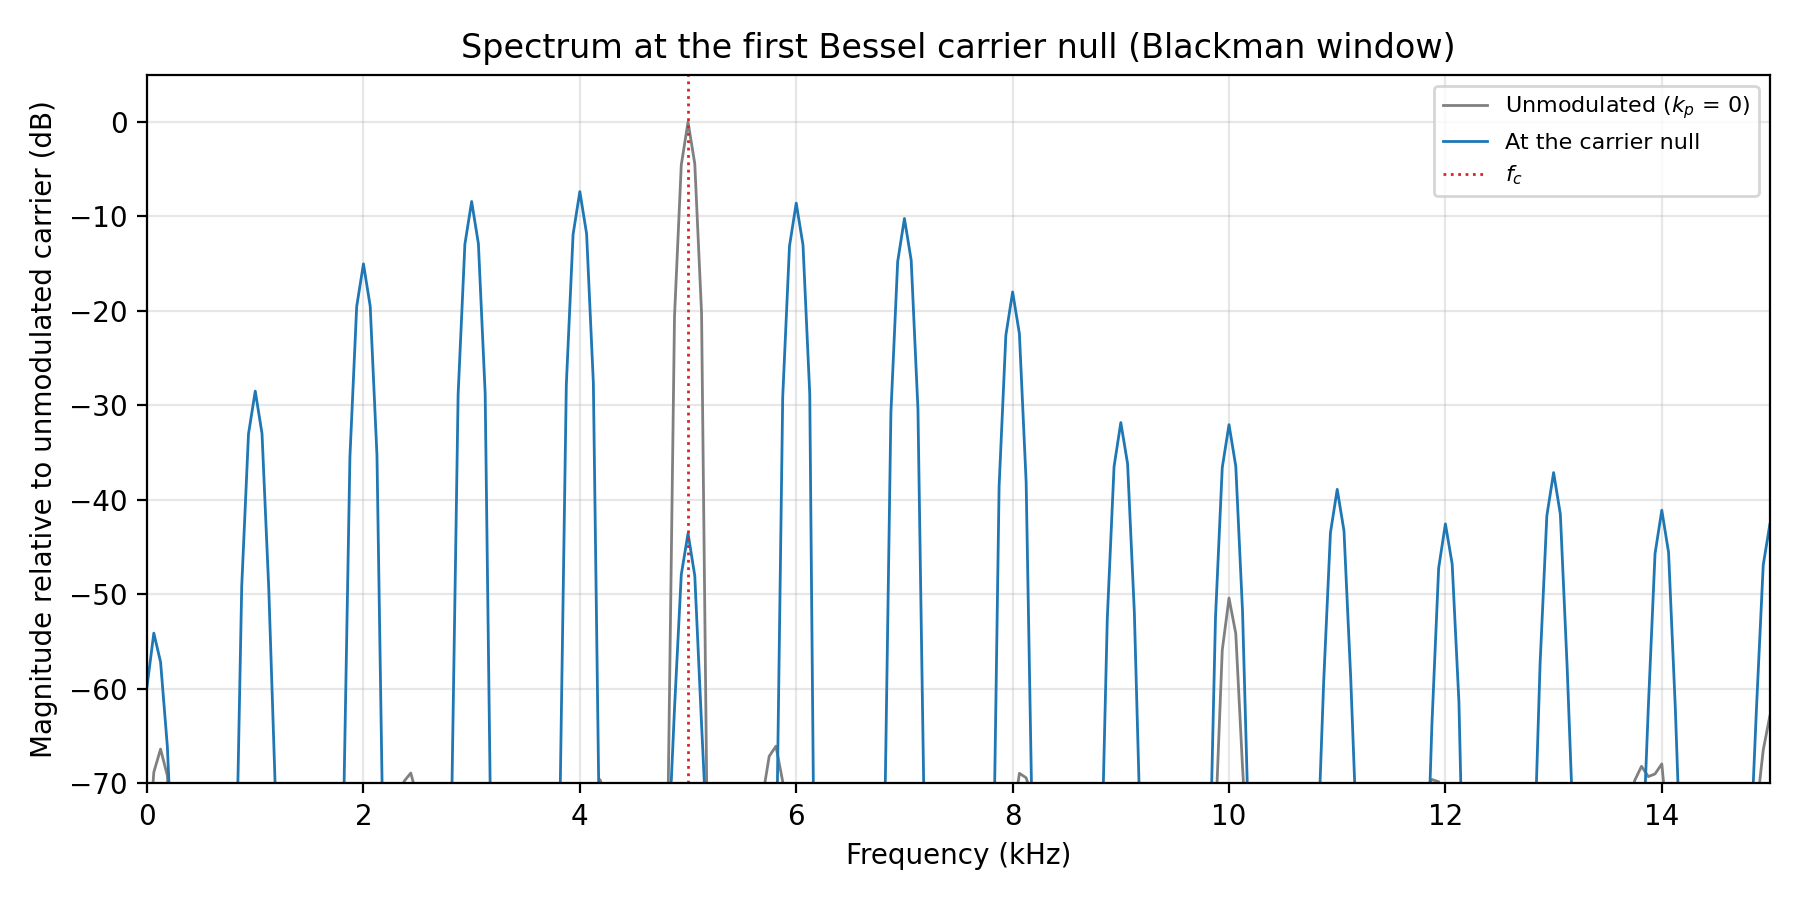 Spectrum at the first Bessel carrier null (Blackman window)
Magnitude relative to unmodulated carrier (dB)
0
−10
−20
−30
−40
−50
−60
−70
Unmodulated (kp = 0)
At the carrier null
fc
0 2 4 6 8 10 12 14
Frequency (kHz)